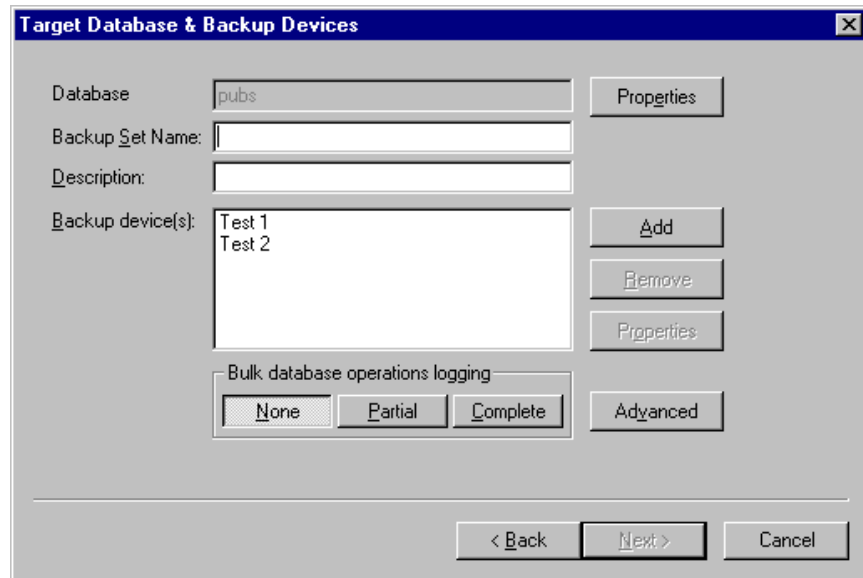 Target Database & Backup Devices
Database
pubs
Properties
Backup Set Name:
Description:
Backup device(s):
Test 1
Test 2
Add
Remove
Properties
Bulk database operations logging
None
Partial
Complete
Advanced
< Back
Next >
Cancel